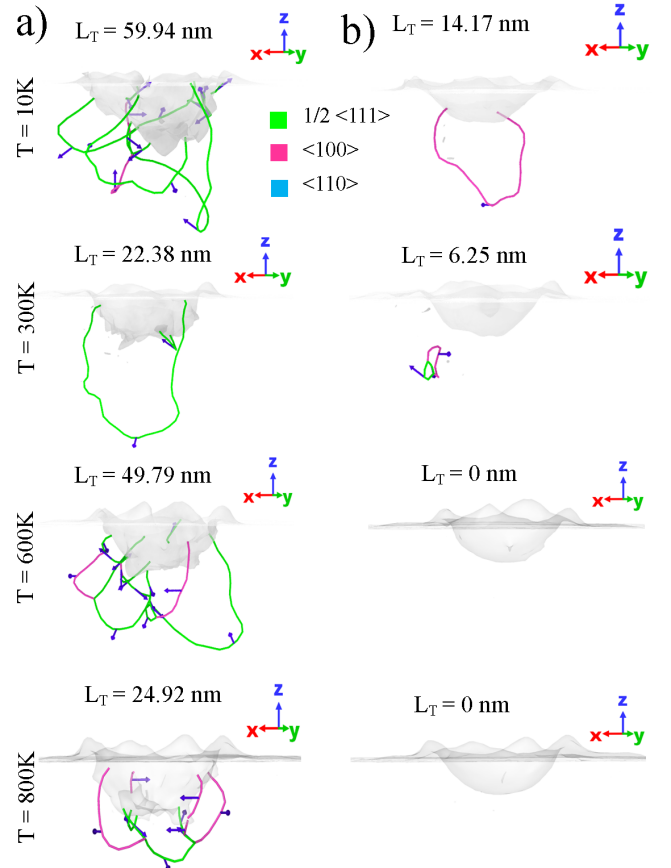 a)
L_T = 59.94 nm
z
x
y
T = 10K
b)
L_T = 14.17 nm
z
x
y
1/2 <111>
<100>
<110>
L_T = 22.38 nm
z
x
y
T = 300K
L_T = 6.25 nm
z
x
y
L_T = 49.79 nm
z
x
y
T = 600K
L_T = 0 nm
z
x
y
L_T = 24.92 nm
z
x
y
T = 800K
L_T = 0 nm
z
x
y